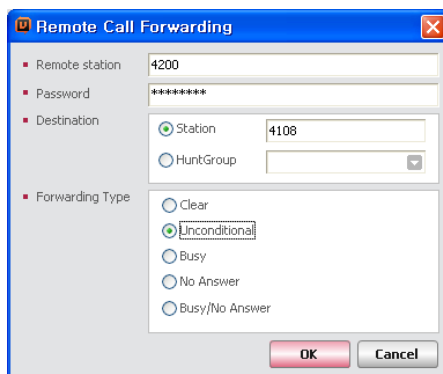 Remote Call Forwarding
Remote station 4200
Password ********
Destination Station 4108
HuntGroup
Forwarding Type Clear
Unconditional
Busy
No Answer
Busy/No Answer
OK Cancel